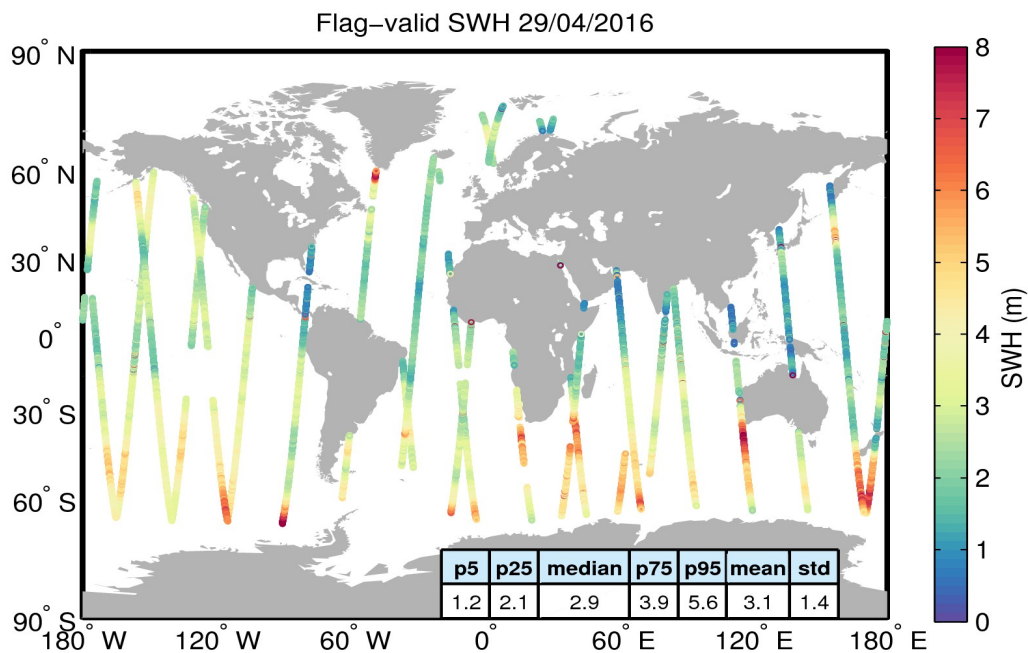 Flag−valid SWH 29/04/2016
90° N
60° N
30° N
0°
30° S
60° S
90° S
180° W
120° W
60° W
0°
60° E
120° E
180° E
8
7
6
5
4
3
2
1
0
SWH (m)
p5 p25 median p75 p95 mean std
1.2 2.1 2.9 3.9 5.6 3.1 1.4